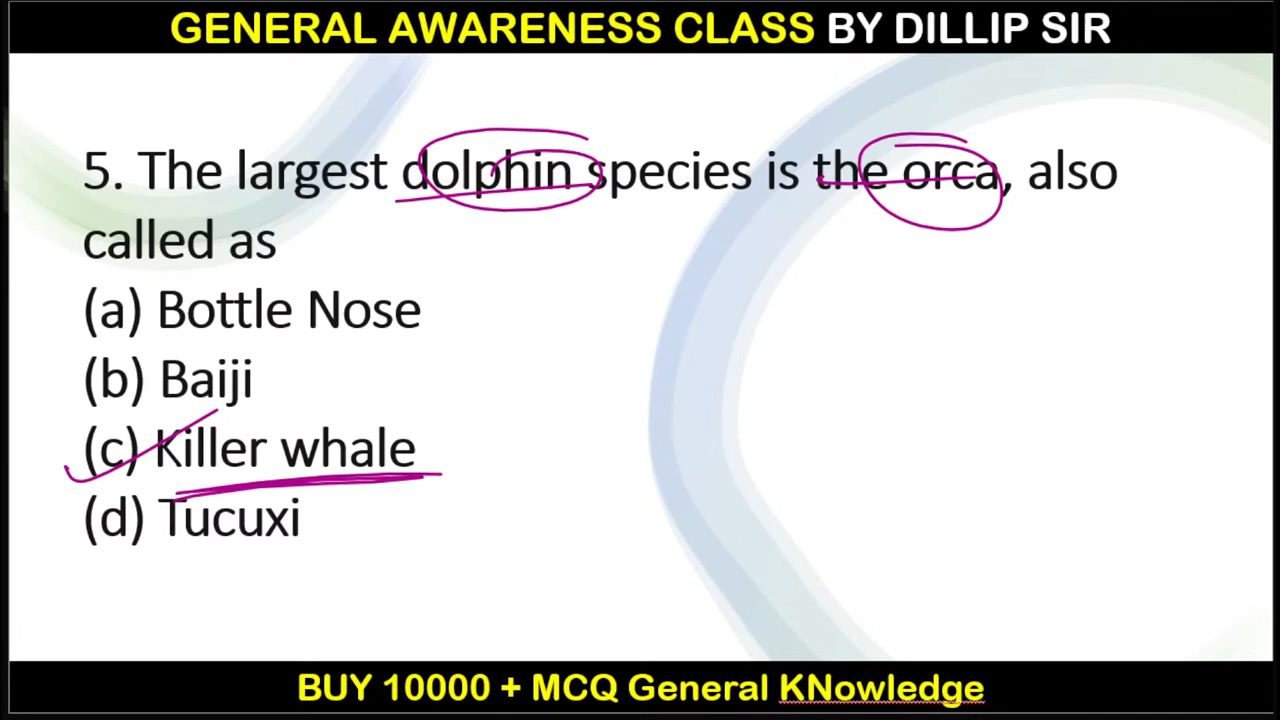 GENERAL AWARENESS CLASS BY DILLIP SIR
5. The largest dolphin species is the orca, also
called as
(a) Bottle Nose
(b) Baiji
(c) Killer whale
(d) Tucuxi
BUY 10000 + MCQ General KNowledge